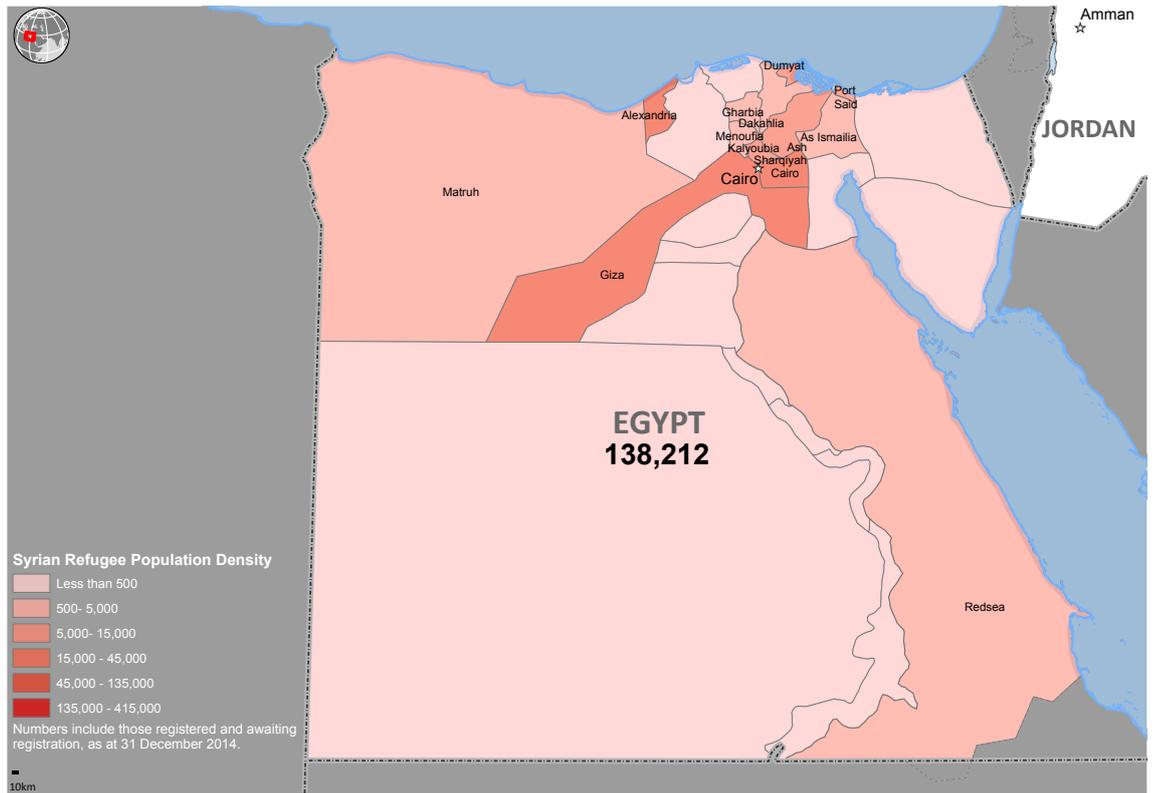 Amman
JORDAN
Dumyat
Port
Said
Alexandria
Gharbia
Dakahlia
Menoufia
As Ismailia
Kalyoubia
Ash
Sharqiyah
Cairo
Cairo
Matruh
Giza
EGYPT
138,212
Redsea
Syrian Refugee Population Density
Less than 500
500- 5,000
5,000- 15,000
15,000 - 45,000
45,000 - 135,000
135,000 - 415,000
Numbers include those registered and awaiting
registration, as at 31 December 2014.
10km